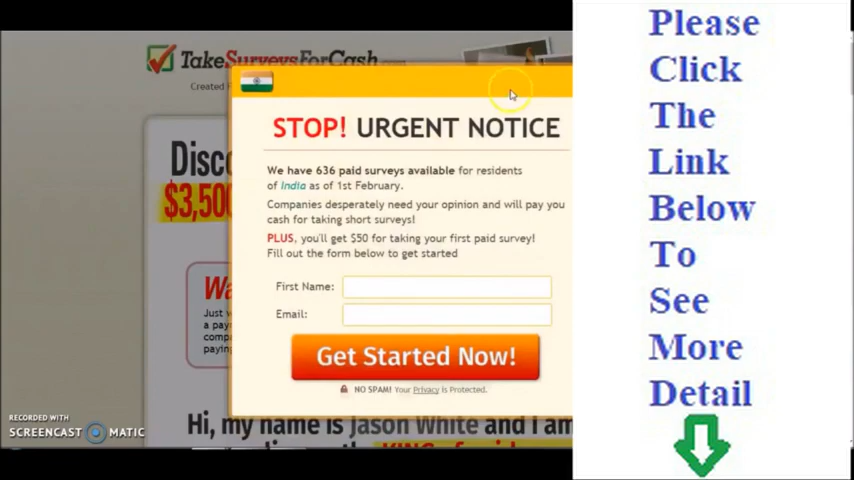 TakeSurveysForCash.com
Created
STOP! URGENT NOTICE
We have 636 paid surveys available for residents
of India as of 1st February.
Companies desperately need your opinion and will pay you
cash for taking short surveys!
PLUS, you'll get $50 for taking your first paid survey!
Fill out the form below to get started
First Name:
Email:
Get Started Now!
NO SPAM! Your Privacy is Protected.
Disco
$3,500
Just
a pay
paying
Hi, my name is Jason White and I am
RECORDED WITH
SCREENCAST MATIC
Please
Click
The
Link
Below
To
See
More
Detail